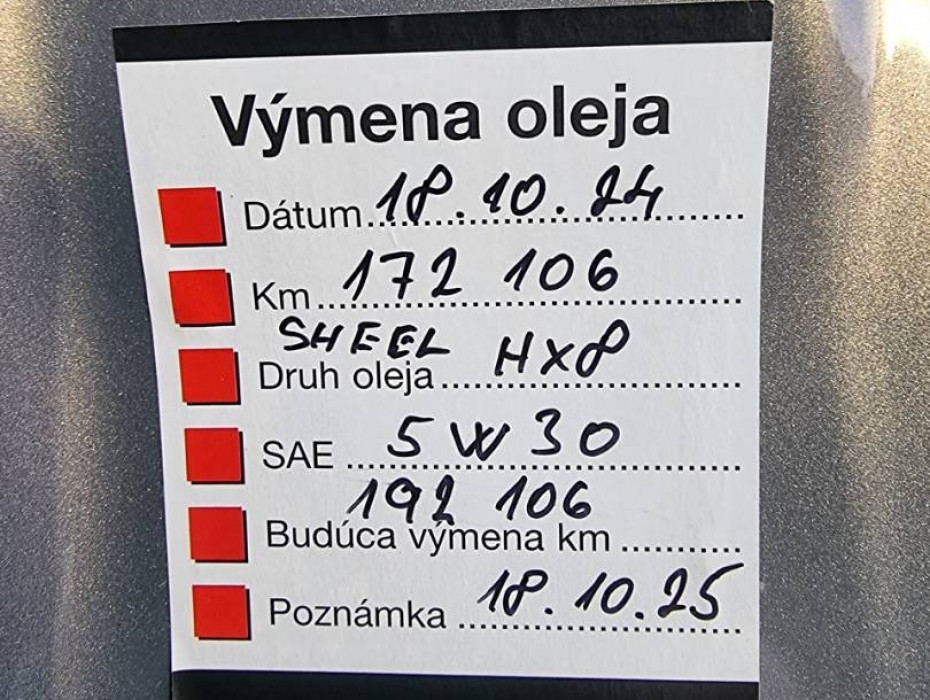 Výmena oleja
Dátum 18.10.24
Km 172 106
SHEEL HX8
Druh oleja
SAE 5W30
192 106
Budúca výmena km
Poznámka 18.10.25